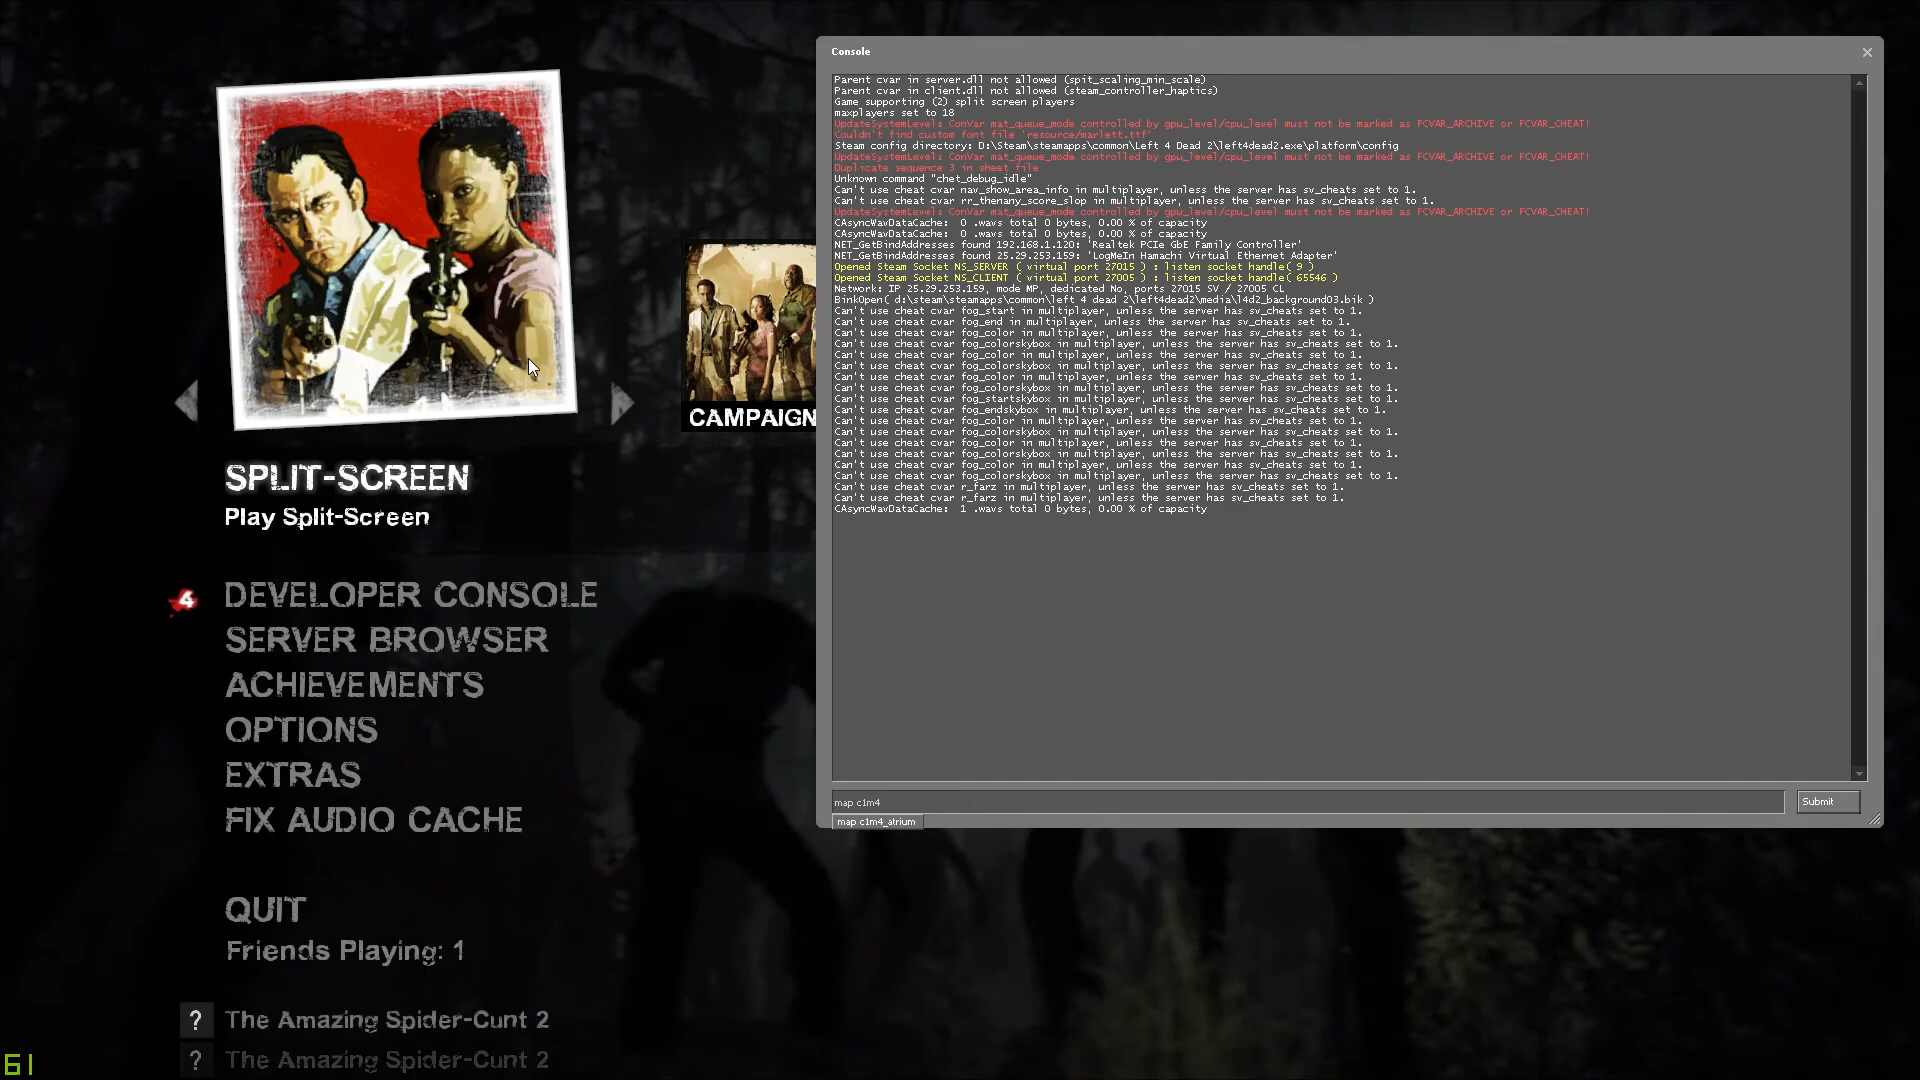 SPLIT-SCREEN
Play Split-Screen
CAMPAIGN
4
DEVELOPER CONSOLE
SERVER BROWSER
ACHIEVEMENTS
OPTIONS
EXTRAS
FIX AUDIO CACHE
QUIT
Friends Playing: 1
? The Amazing Spider-Cunt 2
? The Amazing Spider-Cunt 2
61
Console
Parent cvar in server.dll not allowed (spit_scaling_min_scale)
Parent cvar in client.dll not allowed (steam_controller_haptics)
Game supporting (2) split screen players
maxplayers set to 18
UpdateSystemLevel: ConVar mat_queue_mode controlled by gpu_level/cpu_level must not be marked as FCVAR_ARCHIVE or FCVAR_CHEAT!
Couldn't find custom font file 'resource/marlett.ttf'
Steam config directory: D:\Steam\steamapps\common\Left 4 Dead 2\left4dead2.exe\platform\config
UpdateSystemLevel: ConVar mat_queue_mode controlled by gpu_level/cpu_level must not be marked as FCVAR_ARCHIVE or FCVAR_CHEAT!
Duplicate sequence 3 in sheet file
Unknown command "chet_debug_idle"
Can't use cheat cvar nav_show_area_info in multiplayer, unless the server has sv_cheats set to 1.
Can't use cheat cvar rr_thenany_score_slop in multiplayer, unless the server has sv_cheats set to 1.
UpdateSystemLevel: ConVar mat_queue_mode controlled by gpu_level/cpu_level must not be marked as FCVAR_ARCHIVE or FCVAR_CHEAT!
CAsyncWavDataCache:  0 .wavs total 0 bytes, 0.00 % of capacity
CAsyncWavDataCache:  0 .wavs total 0 bytes, 0.00 % of capacity
NET_GetBindAddresses found 192.168.1.120: 'Realtek PCIe GbE Family Controller'
NET_GetBindAddresses found 25.29.253.159: 'LogMeIn Hamachi Virtual Ethernet Adapter'
Opened Steam Socket NS_SERVER ( virtual port 27015 ) : listen socket handle( 9 )
Opened Steam Socket NS_CLIENT ( virtual port 27005 ) : listen socket handle( 65546 )
Network: IP 25.29.253.159, mode MP, dedicated No, ports 27015 SV / 27005 CL
BinkOpen( d:\steam\steamapps\common\left 4 dead 2\left4dead2\media\l4d2_background03.bik )
Can't use cheat cvar fog_start in multiplayer, unless the server has sv_cheats set to 1.
Can't use cheat cvar fog_end in multiplayer, unless the server has sv_cheats set to 1.
Can't use cheat cvar fog_color in multiplayer, unless the server has sv_cheats set to 1.
Can't use cheat cvar fog_colorskybox in multiplayer, unless the server has sv_cheats set to 1.
Can't use cheat cvar fog_color in multiplayer, unless the server has sv_cheats set to 1.
Can't use cheat cvar fog_colorskybox in multiplayer, unless the server has sv_cheats set to 1.
Can't use cheat cvar fog_color in multiplayer, unless the server has sv_cheats set to 1.
Can't use cheat cvar fog_colorskybox in multiplayer, unless the server has sv_cheats set to 1.
Can't use cheat cvar fog_startskybox in multiplayer, unless the server has sv_cheats set to 1.
Can't use cheat cvar fog_endskybox in multiplayer, unless the server has sv_cheats set to 1.
Can't use cheat cvar fog_color in multiplayer, unless the server has sv_cheats set to 1.
Can't use cheat cvar fog_colorskybox in multiplayer, unless the server has sv_cheats set to 1.
Can't use cheat cvar fog_color in multiplayer, unless the server has sv_cheats set to 1.
Can't use cheat cvar fog_colorskybox in multiplayer, unless the server has sv_cheats set to 1.
Can't use cheat cvar fog_color in multiplayer, unless the server has sv_cheats set to 1.
Can't use cheat cvar fog_colorskybox in multiplayer, unless the server has sv_cheats set to 1.
Can't use cheat cvar r_farz in multiplayer, unless the server has sv_cheats set to 1.
Can't use cheat cvar r_farz in multiplayer, unless the server has sv_cheats set to 1.
CAsyncWavDataCache:  1 .wavs total 0 bytes, 0.00 % of capacity
map c1m4
Submit
map c1m4_atrium